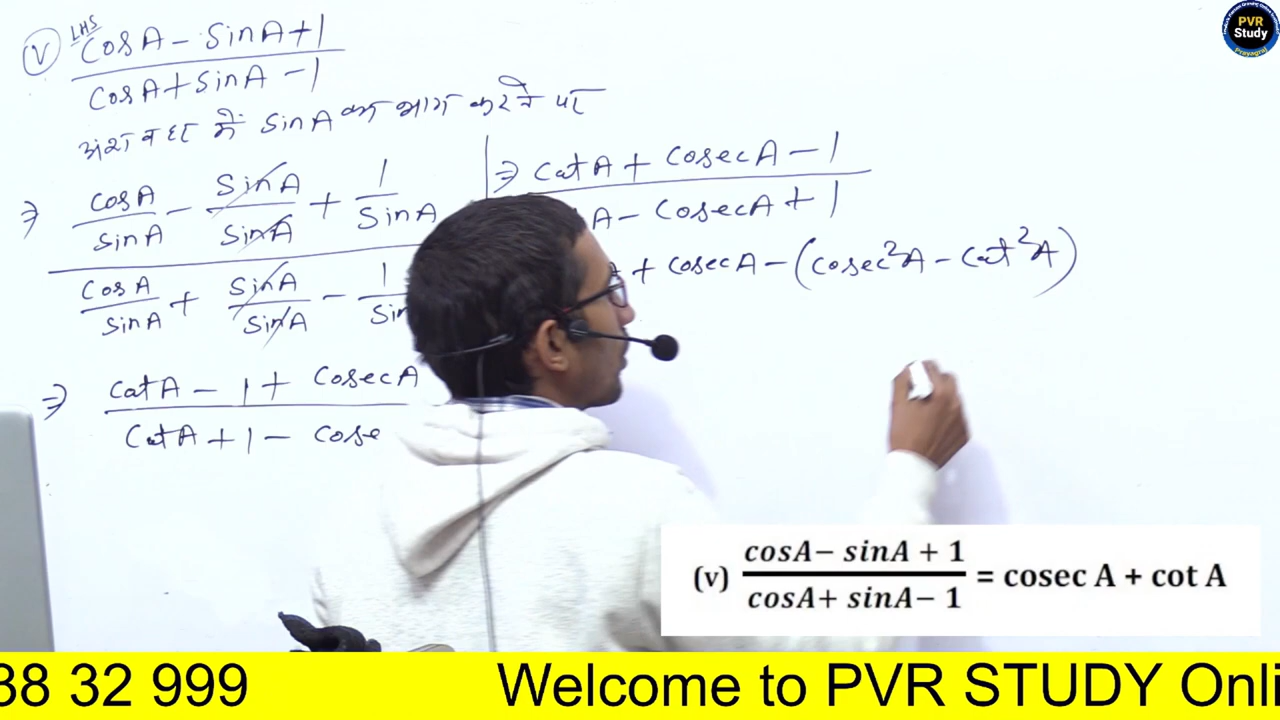 (v) LHS cosA - sinA + 1
cosA + sinA - 1
अंश व हर में sinA का भाग करने पर
⇒ cosA/sinA - sinA/sinA + 1/sinA
cosA/sinA + sinA/sinA - 1/sin
⇒ cotA - 1 + cosecA
cotA + 1 - cose
⇒ cotA + cosecA - 1
A - cosecA + 1
+ cosecA - (cosec²A - cot²A)
PVR
Study
Prayagraj
(v) cosA− sinA + 1
cosA+ sinA− 1
= cosec A + cot A
38 32 999 Welcome to PVR STUDY Onli